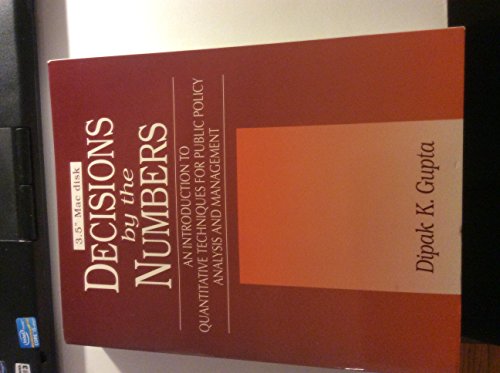 3.5" Mac disk
DECISIONS
by the
NUMBERS
AN INTRODUCTION TO
QUANTITATIVE TECHNIQUES FOR PUBLIC POLICY
ANALYSIS AND MANAGEMENT
Dipak K. Gupta